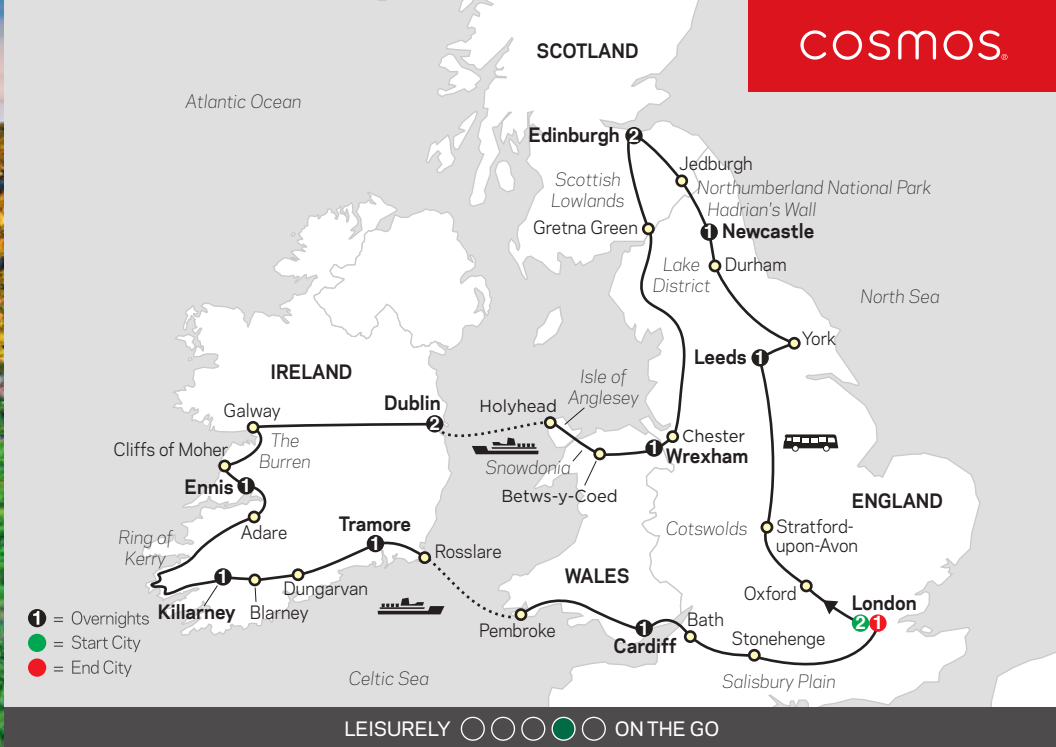 COSMOS®
SCOTLAND
Atlantic Ocean
Edinburgh 2
Jedburgh
Scottish
Lowlands
Northumberland National Park
Hadrian's Wall
Gretna Green
1 Newcastle
Lake
District
Durham
North Sea
York
Leeds 1
IRELAND
Isle of
Anglesey
Dublin
2
Holyhead
Galway
The
Burren
Cliffs of Moher
Chester
1
Wrexham
Snowdonia
Ennis 1
Betws-y-Coed
ENGLAND
Adare
Tramore
1
Ring of
Kerry
Cotswolds
Stratford-
upon-Avon
Rosslare
WALES
1
Killarney
Dungarvan
Blarney
Oxford
London
2 1
Pembroke
1
Cardiff
Bath
Stonehenge
Salisbury Plain
Celtic Sea
1 = Overnights
= Start City
= End City
LEISURELY ON THE GO